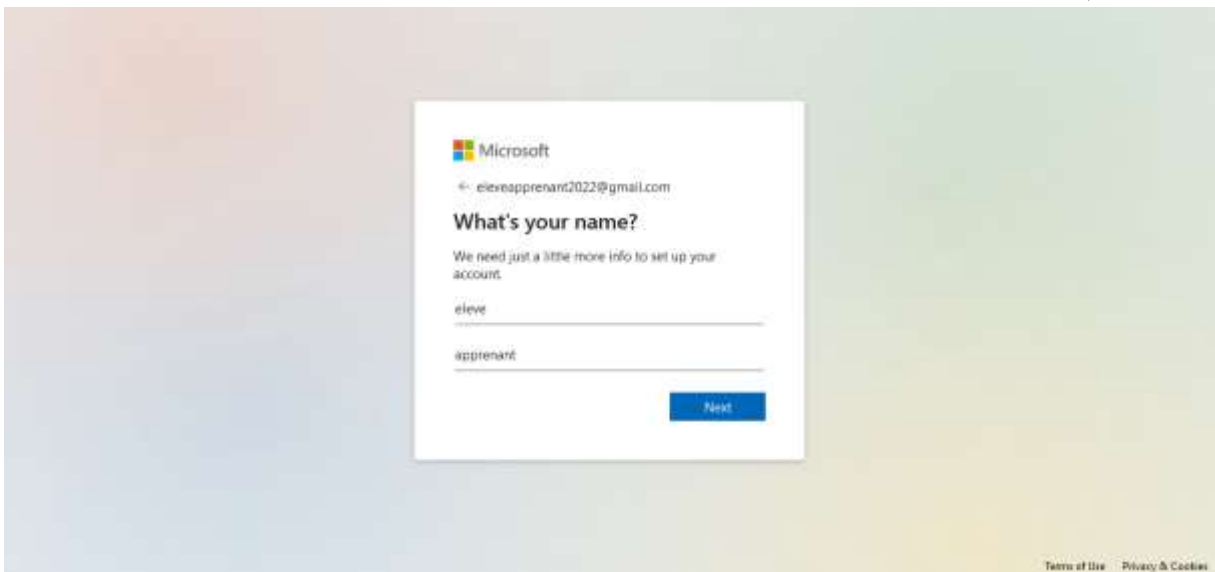 Microsoft
← eleveapprenant2022@gmail.com
What's your name?
We need just a little more info to set up your
account.
eleve
apprenant
Next
Terms of Use Privacy & Cookies